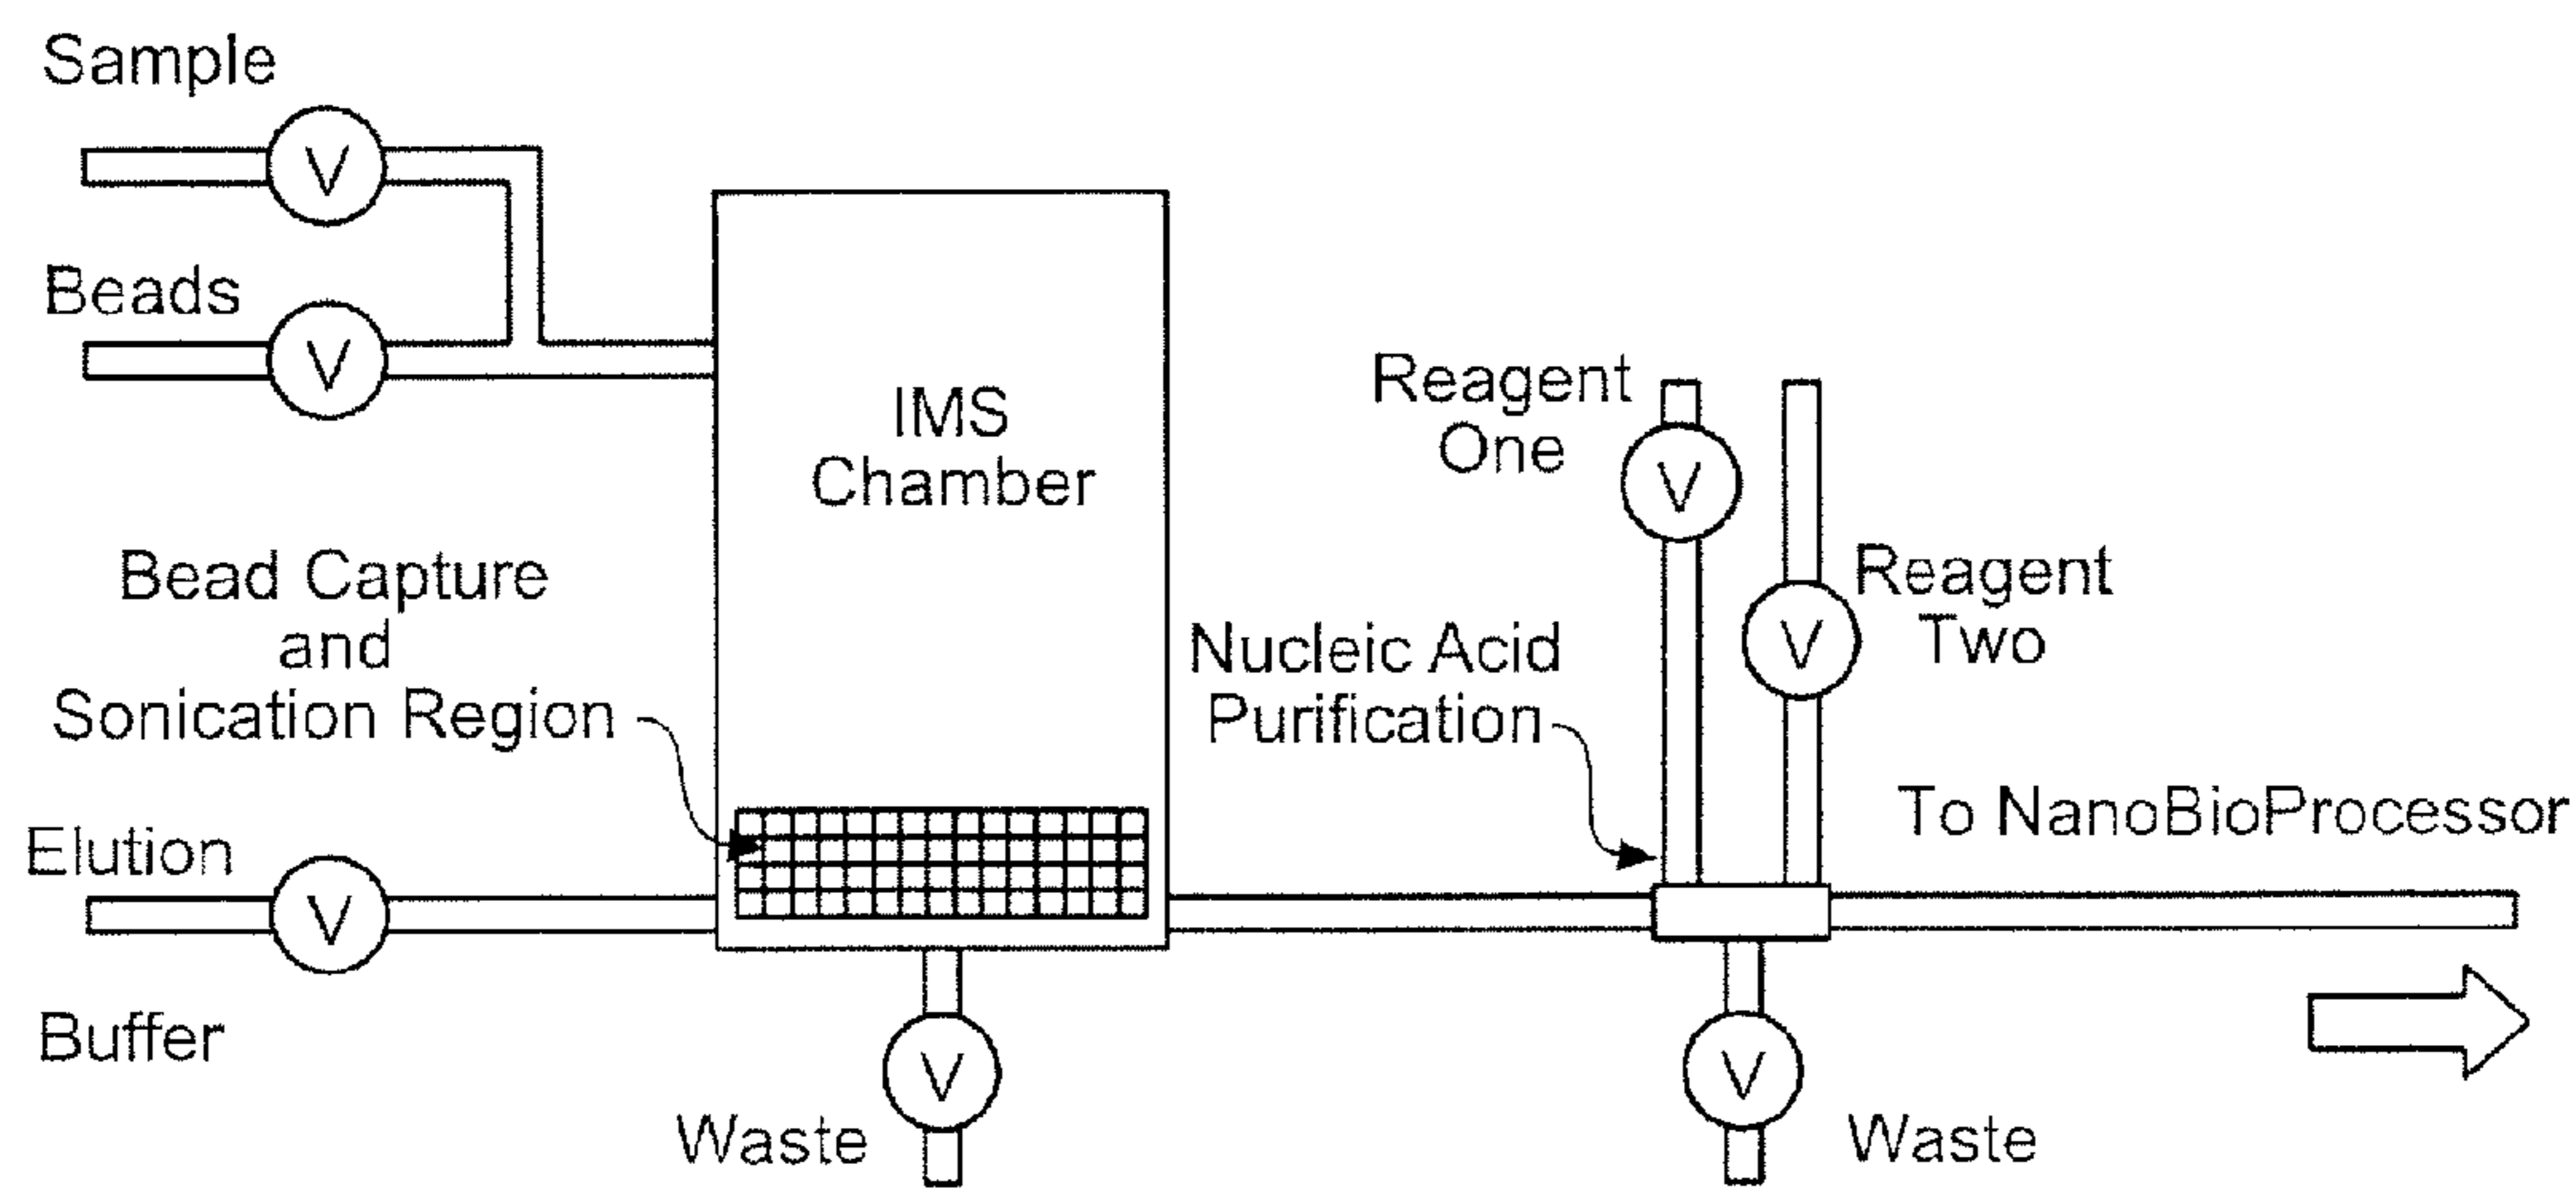 Sample
V
Beads
V
IMS
Chamber
Bead Capture
and
Sonication Region
Elution
V
Buffer
V
Waste
Reagent
One
V
Reagent
Two
V
Nucleic Acid
Purification
To NanoBioProcessor
V
Waste